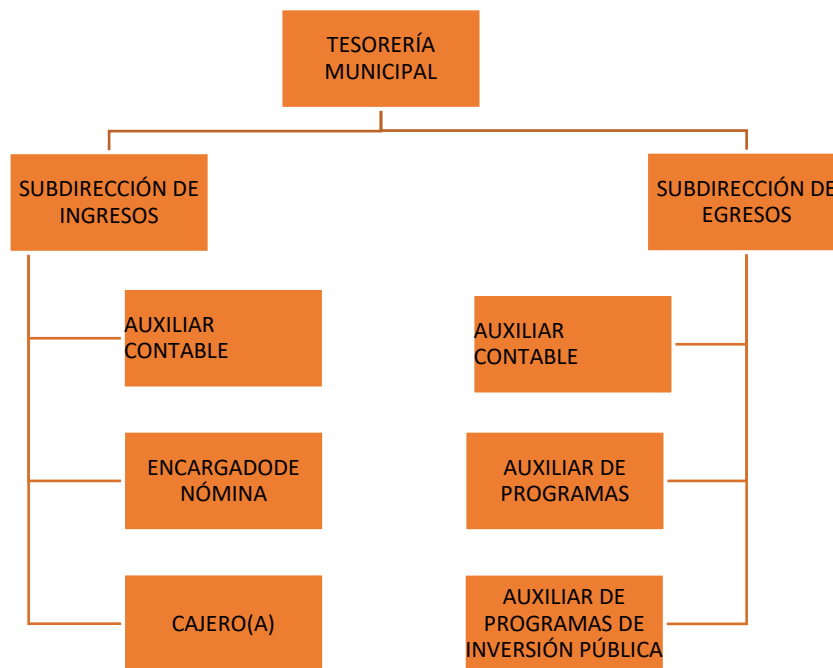 TESORERÍA
MUNICIPAL
SUBDIRECCIÓN DE
INGRESOS
SUBDIRECCIÓN DE
EGRESOS
AUXILIAR
CONTABLE
AUXILIAR
CONTABLE
ENCARGADODE
NÓMINA
AUXILIAR DE
PROGRAMAS
CAJERO(A)
AUXILIAR DE
PROGRAMAS DE
INVERSIÓN PÚBLICA